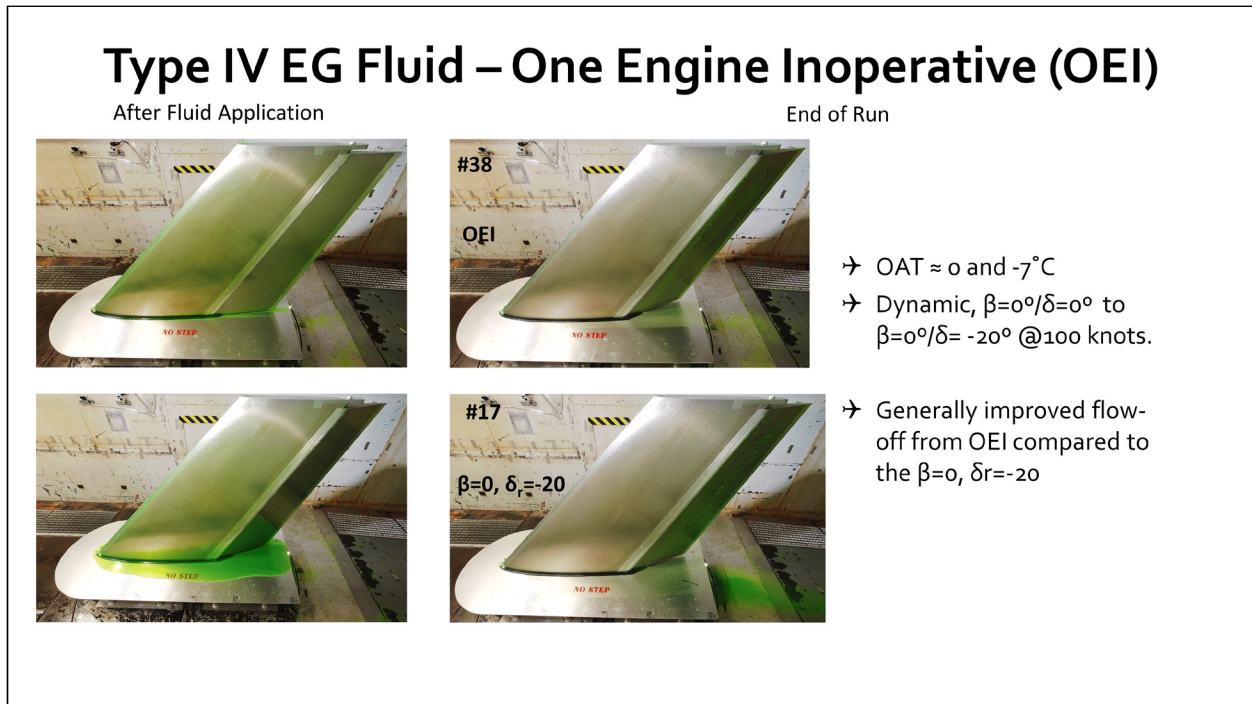 Type IV EG Fluid – One Engine Inoperative (OEI)
After Fluid Application
End of Run
NO STEP
#38
OEI
NO STEP
OAT ≈ 0 and -7˚C
Dynamic, β=0º/δ=0º to
β=0º/δ= -20º @100 knots.
NO STEP
#17
β=0, δr=-20
NO STEP
Generally improved flow-
off from OEI compared to
the β=0, δr=-20